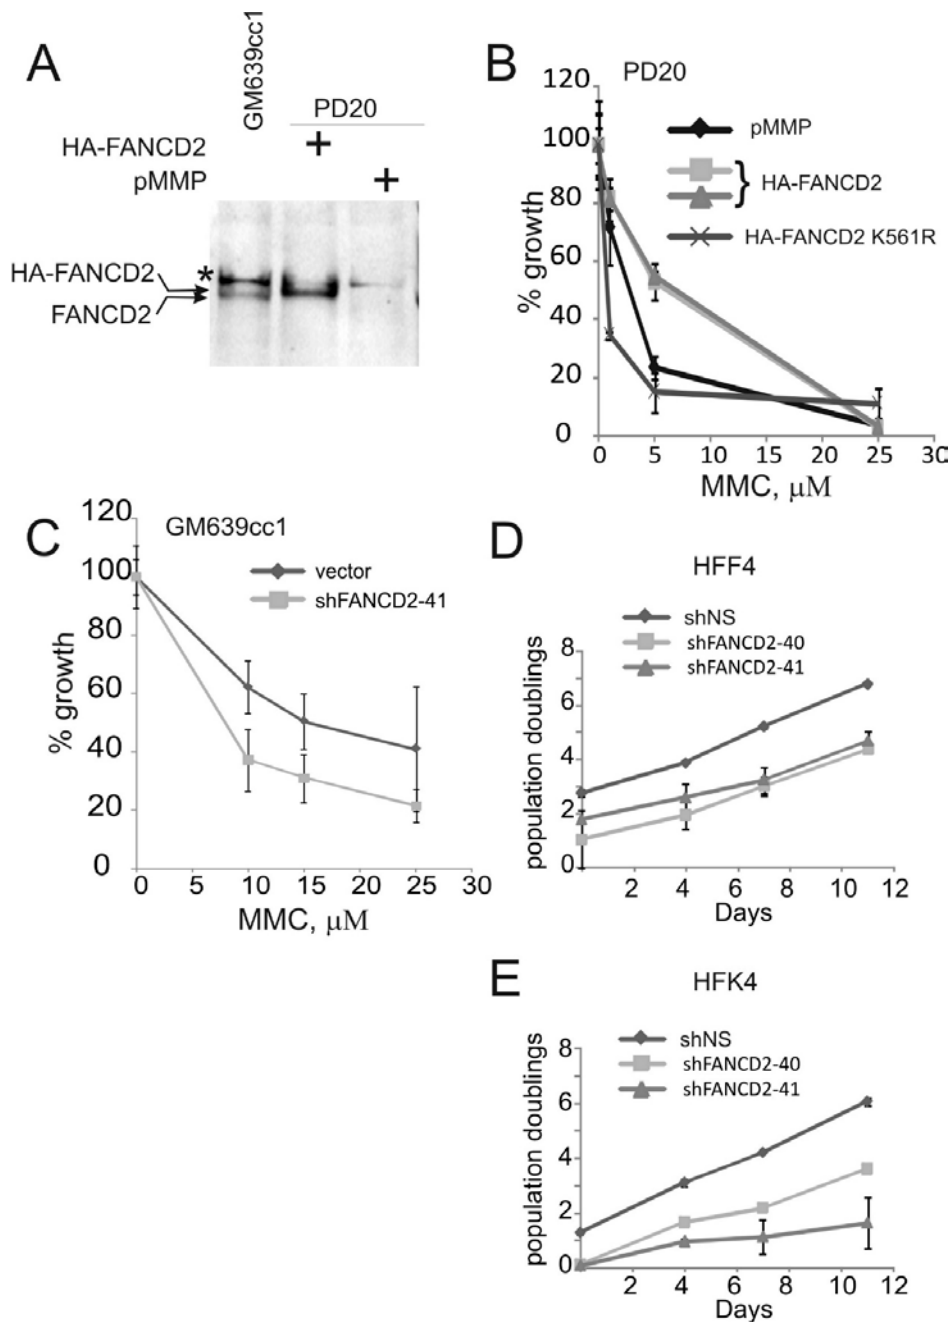 A
GM639cc1
PD20
HA-FANCD2 +
pMMP +
HA-FANCD2 *
FANCD2
B
PD20
120
100
80
60
40
20
0
% growth
pMMP
HA-FANCD2
HA-FANCD2 K561R
0 5 10 15 20 25 30
MMC, μM
C
GM639cc1
120
100
80
60
40
20
0
% growth
vector
shFANCD2-41
0 5 10 15 20 25 30
MMC, μM
D
HFF4
shNS
shFANCD2-40
shFANCD2-41
8
6
4
2
0
population doublings
2 4 6 8 10 12
Days
E
HFK4
shNS
shFANCD2-40
shFANCD2-41
8
6
4
2
0
population doublings
2 4 6 8 10 12
Days